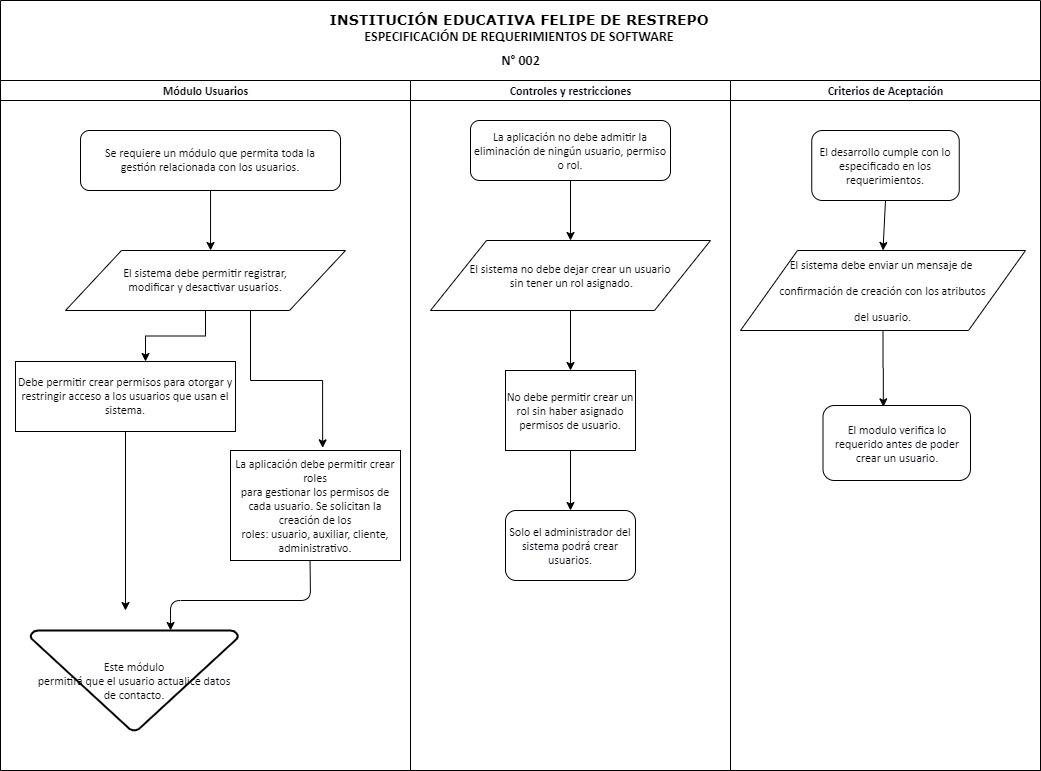 INSTITUCIÓN EDUCATIVA FELIPE DE RESTREPO
ESPECIFICACIÓN DE REQUERIMIENTOS DE SOFTWARE
N° 002
Módulo Usuarios
Se requiere un módulo que permita toda la
gestión relacionada con los usuarios.
El sistema debe permitir registrar,
modificar y desactivar usuarios.
Debe permitir crear permisos para otorgar y
restringir acceso a los usuarios que usan el
sistema.
La aplicación debe permitir crear
roles
para gestionar los permisos de
cada usuario. Se solicitan la
creación de los
roles: usuario, auxiliar, cliente,
administrativo.
Este módulo
permitirá que el usuario actualice datos
de contacto.
Controles y restricciones
La aplicación no debe admitir la
eliminación de ningún usuario, permiso
o rol.
El sistema no debe dejar crear un usuario
sin tener un rol asignado.
No debe permitir crear un
rol sin haber asignado
permisos de usuario.
Solo el administrador del
sistema podrá crear
usuarios.
Criterios de Aceptación
El desarrollo cumple con lo
especificado en los
requerimientos.
El sistema debe enviar un mensaje de
confirmación de creación con los atributos
del usuario.
El modulo verifica lo
requerido antes de poder
crear un usuario.